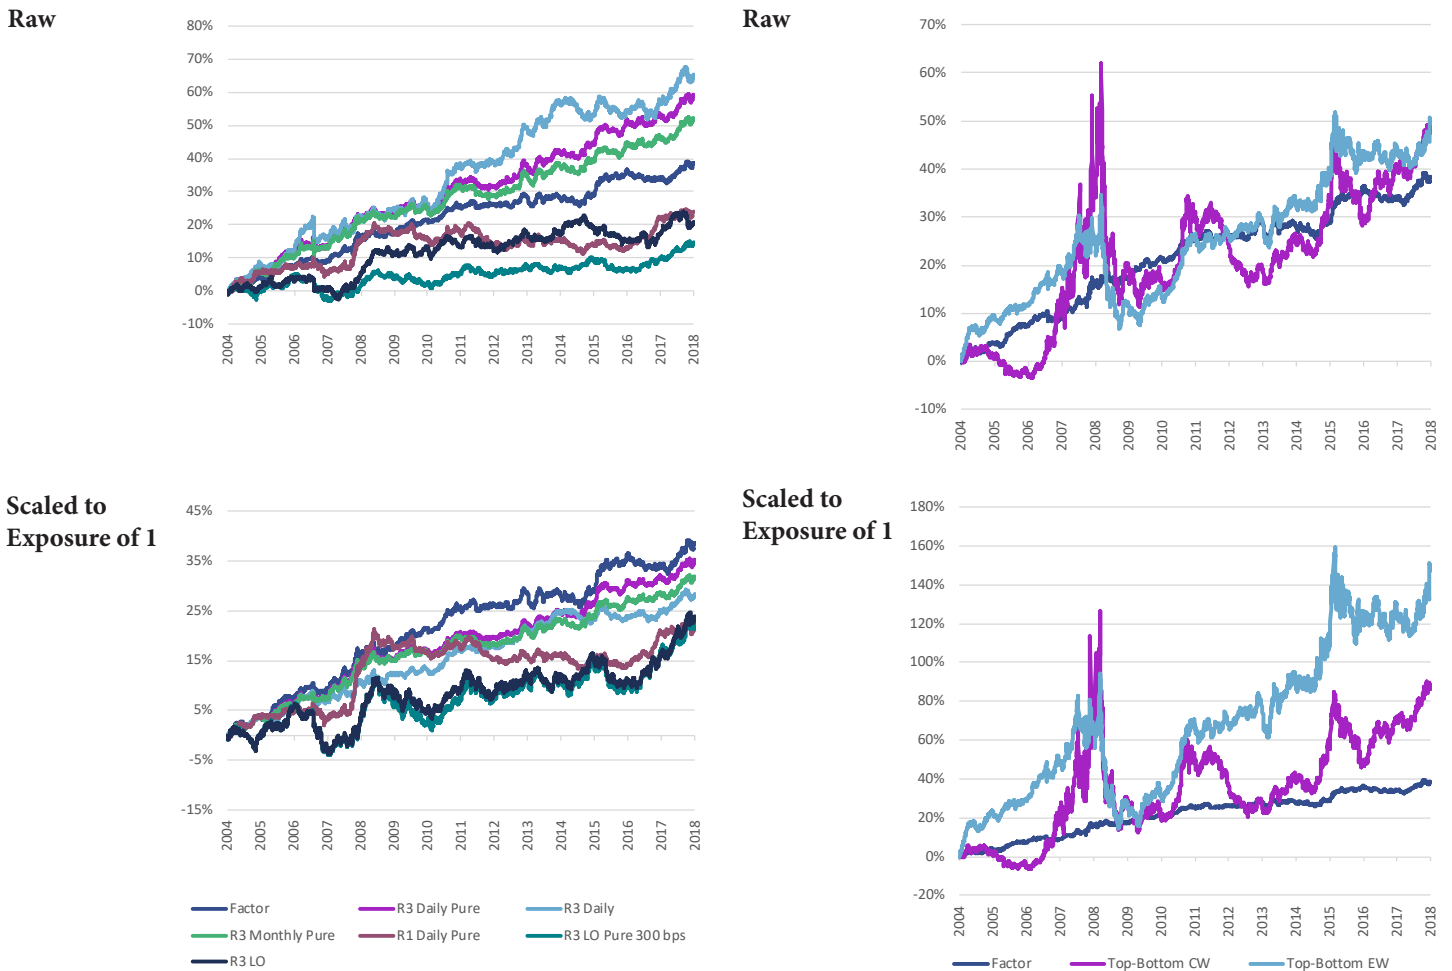 Raw
80%
70%
60%
50%
40%
30%
20%
10%
0%
-10%
2004 2005 2006 2007 2008 2009 2010 2011 2012 2013 2014 2015 2016 2017 2018
Raw
70%
60%
50%
40%
30%
20%
10%
0%
-10%
2004 2005 2006 2007 2008 2009 2010 2011 2012 2013 2014 2015 2016 2017 2018
Scaled to
Exposure of 1
45%
35%
25%
15%
5%
-5%
-15%
2004 2005 2006 2007 2008 2009 2010 2011 2012 2013 2014 2015 2016 2017 2018
Factor R3 Daily Pure R3 Daily
R3 Monthly Pure R1 Daily Pure R3 LO Pure 300 bps
R3 LO
Scaled to
Exposure of 1
180%
160%
140%
120%
100%
80%
60%
40%
20%
0%
-20%
2004 2005 2006 2007 2008 2009 2010 2011 2012 2013 2014 2015 2016 2017 2018
Factor Top-Bottom CW Top-Bottom EW